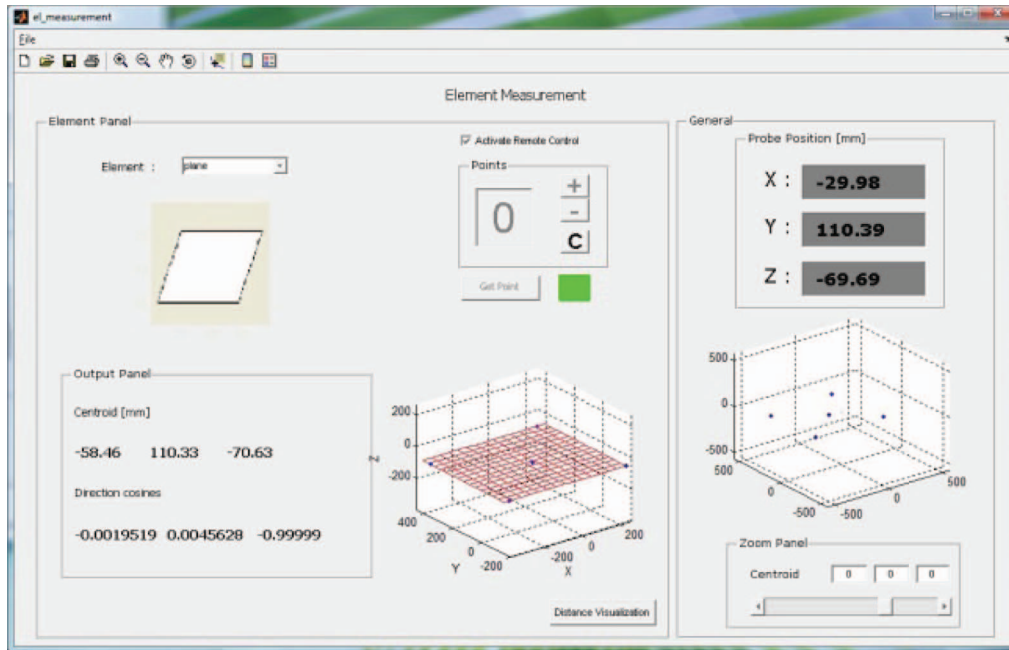 el_measurement
File
Element Measurement
Element Panel
Element :
plane
Activate Remote Control
Points
0
+
-
C
Get Point
Output Panel
Centroid [mm]
-58.46 110.33 -70.63
Direction cosines
-0.0019519 0.0045628 -0.99999
200
0
-200
Z
400
200
0
-200
Y
-200
0
200
X
Distance Visualization
General
Probe Position [mm]
X : -29.98
Y : 110.39
Z : -69.69
500
0
-500
500
0
-500
-500
0
500
Zoom Panel
Centroid 0 0 0